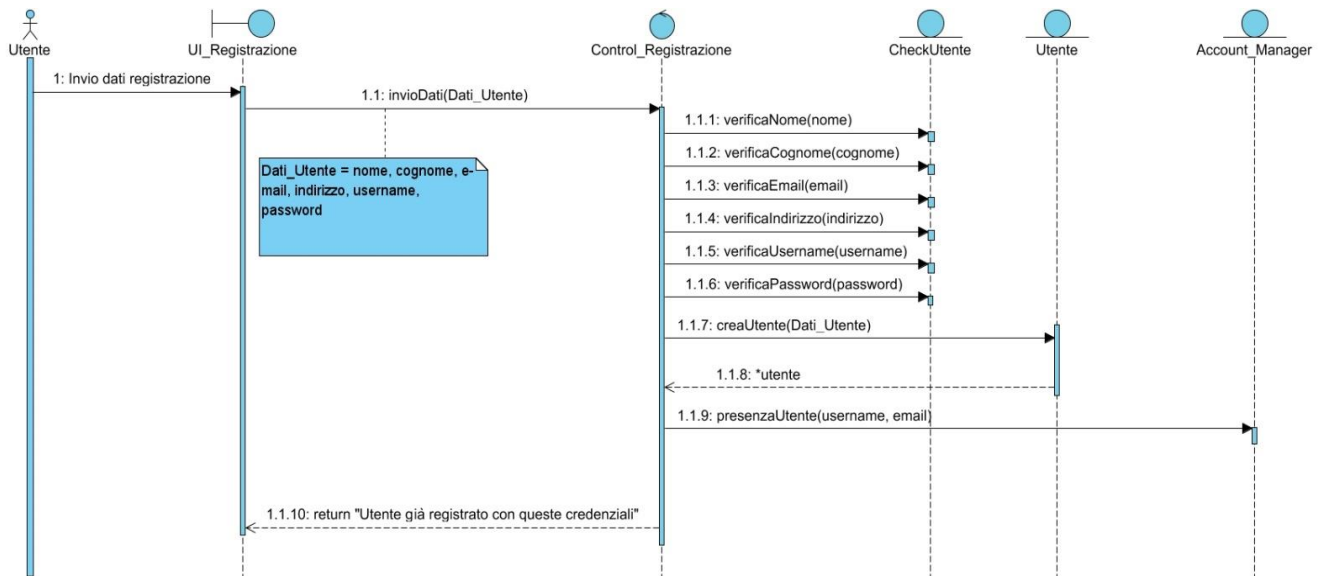 Utente
UI_Registrazione
Control_Registrazione
CheckUtente
Utente
Account_Manager
1: Invio dati registrazione
1.1: invioDati(Dati_Utente)
1.1.1: verificaNome(nome)
1.1.2: verificaCognome(cognome)
Dati_Utente = nome, cognome, e-
mail, indirizzo, username,
password
1.1.3: verificaEmail(email)
1.1.4: verificaIndirizzo(indirizzo)
1.1.5: verificaUsername(username)
1.1.6: verificaPassword(password)
1.1.7: creaUtente(Dati_Utente)
1.1.8: *utente
1.1.9: presenzaUtente(username, email)
1.1.10: return "Utente già registrato con queste credenziali"